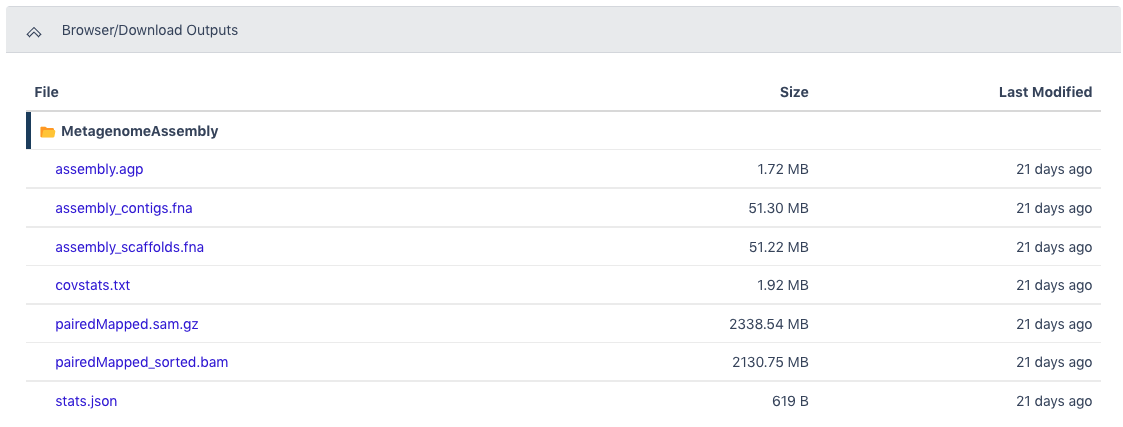 Browser/Download Outputs
File Size Last Modified
MetagenomeAssembly
assembly.agp 1.72 MB 21 days ago
assembly_contigs.fna 51.30 MB 21 days ago
assembly_scaffolds.fna 51.22 MB 21 days ago
covstats.txt 1.92 MB 21 days ago
pairedMapped.sam.gz 2338.54 MB 21 days ago
pairedMapped_sorted.bam 2130.75 MB 21 days ago
stats.json 619 B 21 days ago